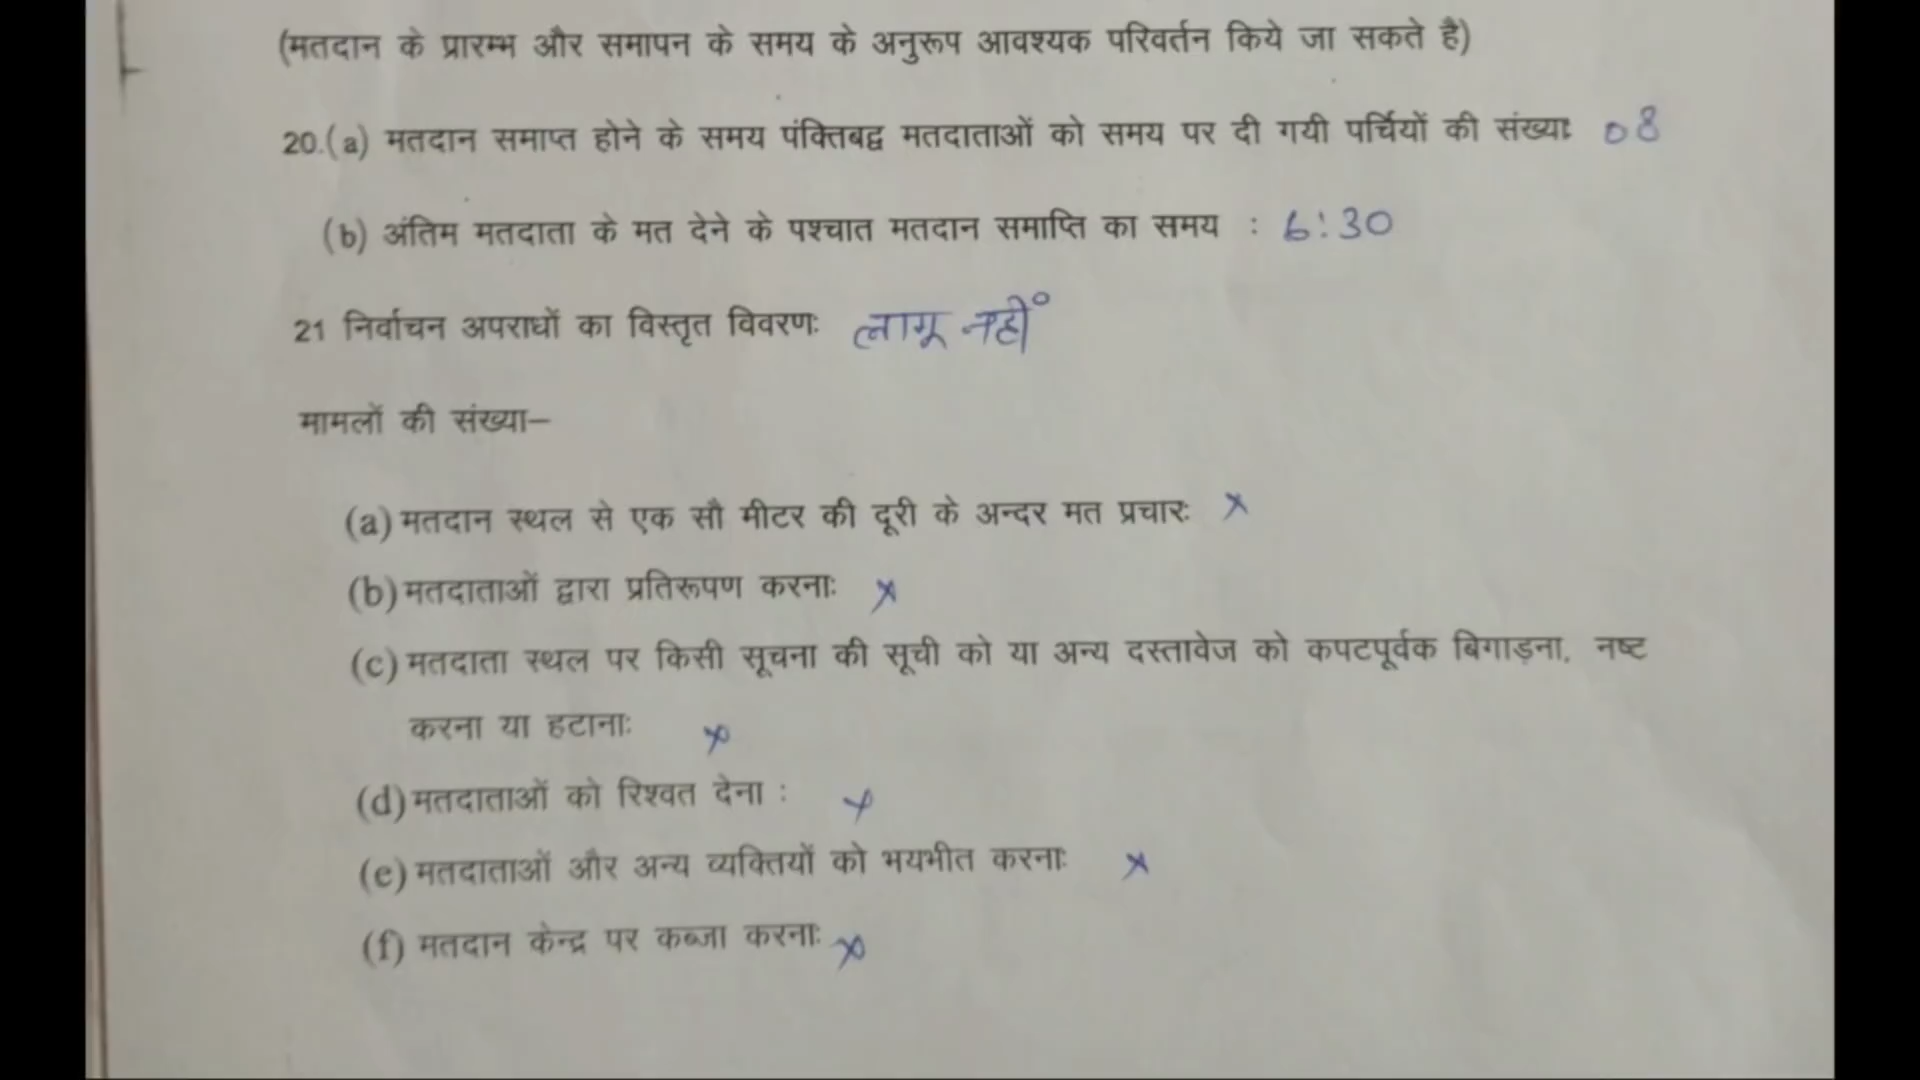 (मतदान के प्रारम्भ और समापन के समय के अनुरूप आवश्यक परिवर्तन किये जा सकते है)
20.(a) मतदान समाप्त होने के समय पंक्तिबद्व मतदाताओं को समय पर दी गयी पर्चियों की संख्याः 08
(b) अंतिम मतदाता के मत देने के पश्चात मतदान समाप्ति का समय : 6:30
21 निर्वाचन अपराधों का विस्तृत विवरणः लागू नहीं
मामलों की संख्या–
(a) मतदान स्थल से एक सौ मीटर की दूरी के अन्दर मत प्रचारः ×
(b) मतदाताओं द्वारा प्रतिरूपण करनाः ×
(c) मतदाता स्थल पर किसी सूचना की सूची को या अन्य दस्तावेज को कपटपूर्वक बिगाड़ना, नष्ट
करना या हटानाः ×
(d) मतदाताओं को रिश्वत देना : ×
(e) मतदाताओं और अन्य व्यक्तियों को भयभीत करनाः ×
(f) मतदान केन्द्र पर कब्जा करनाः ×